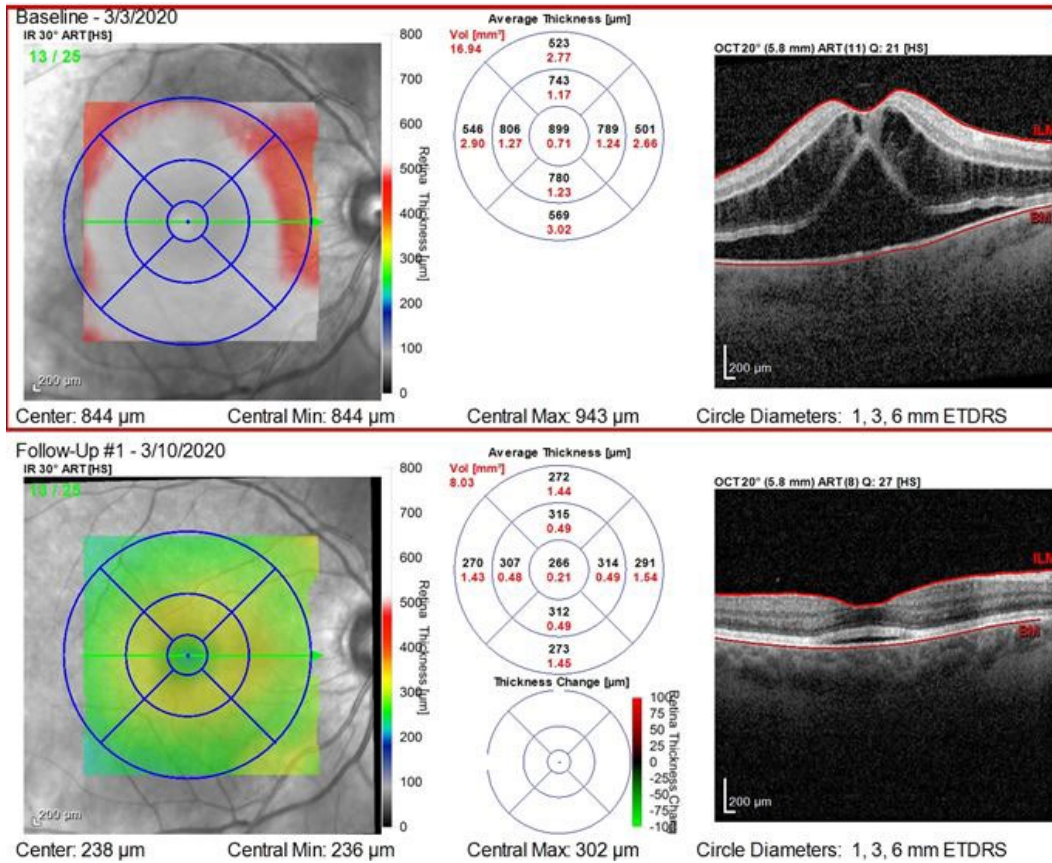 Baseline - 3/3/2020
IR 30° ART [HS]
13 / 25
200 µm
800
700
600
500
400
300
200
100
0
Retina Thickness [µm]
Average Thickness [µm]
Vol [mm³]
16.94
523
2.77
743
1.17
546 806 899 789 501
2.90 1.27 0.71 1.24 2.66
780
1.23
569
3.02
OCT 20° (5.8 mm) ART (11) Q: 21 [HS]
ILM
BM
200 µm
Center: 844 µm Central Min: 844 µm Central Max: 943 µm Circle Diameters: 1, 3, 6 mm ETDRS
Follow-Up #1 - 3/10/2020
IR 30° ART [HS]
13 / 25
200 µm
800
700
600
500
400
300
200
100
0
Retina Thickness [µm]
Average Thickness [µm]
Vol [mm³]
8.03
272
1.44
315
0.49
270 307 266 314 291
1.43 0.48 0.21 0.49 1.54
312
0.49
273
1.45
Thickness Change [µm]
100
75
50
25
0
-25
-50
-75
-100
Retina Thickness Change
OCT 20° (5.8 mm) ART (8) Q: 27 [HS]
ILM
BM
200 µm
Center: 238 µm Central Min: 236 µm Central Max: 302 µm Circle Diameters: 1, 3, 6 mm ETDRS